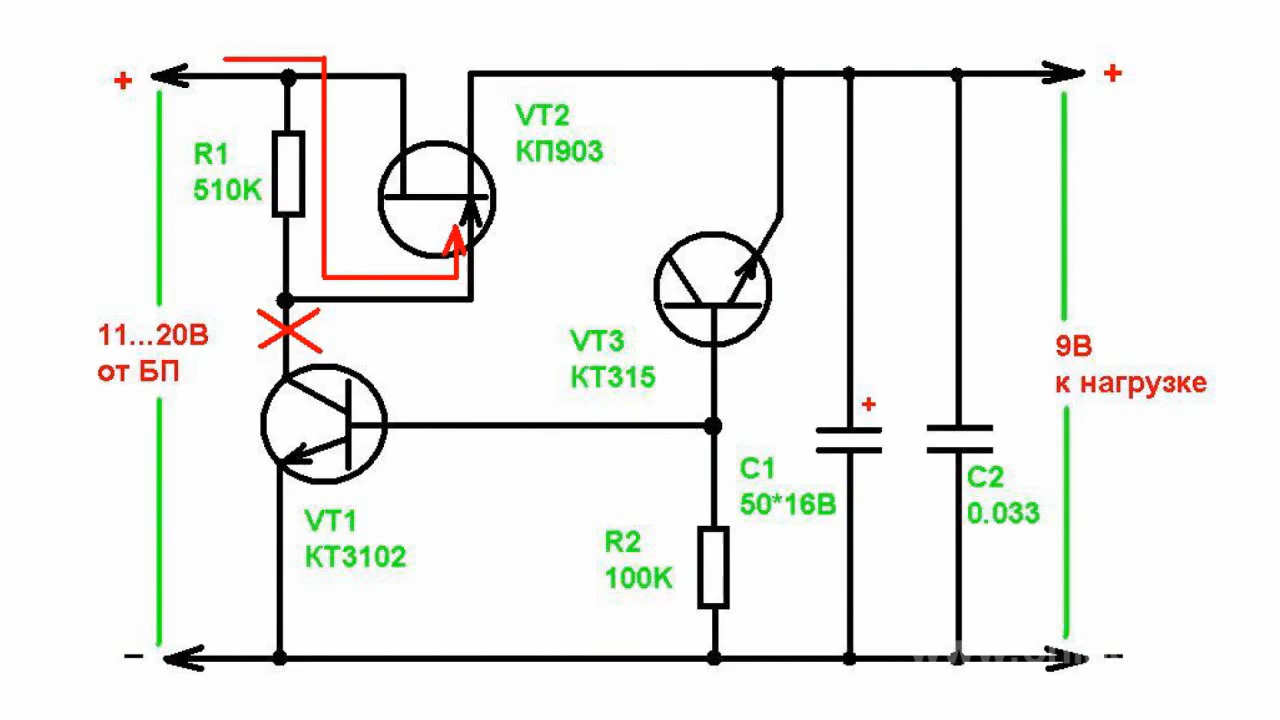 +
+
VT2
КП903
R1
510K
11...20В
от БП
VT3
КТ315
9В
к нагрузке
+
C1
50*16В
C2
0.033
VT1
КТ3102
R2
100K
–
–